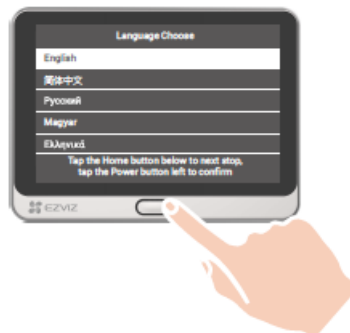 Language Choose
English
简体中文
Русский
Magyar
Ελληνικά
Tap the Home button below to next stop,
tap the Power button left to confirm
EZVIZ